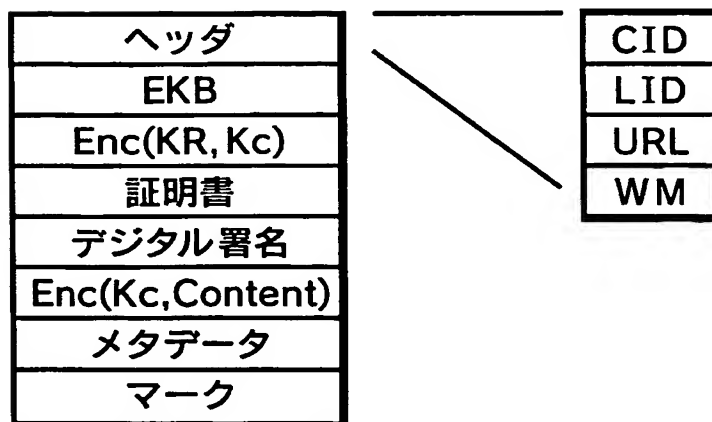 ヘッダ
EKB
Enc(KR, Kc)
証明書
デジタル署名
Enc(Kc,Content)
メタデータ
マーク
CID
LID
URL
WM